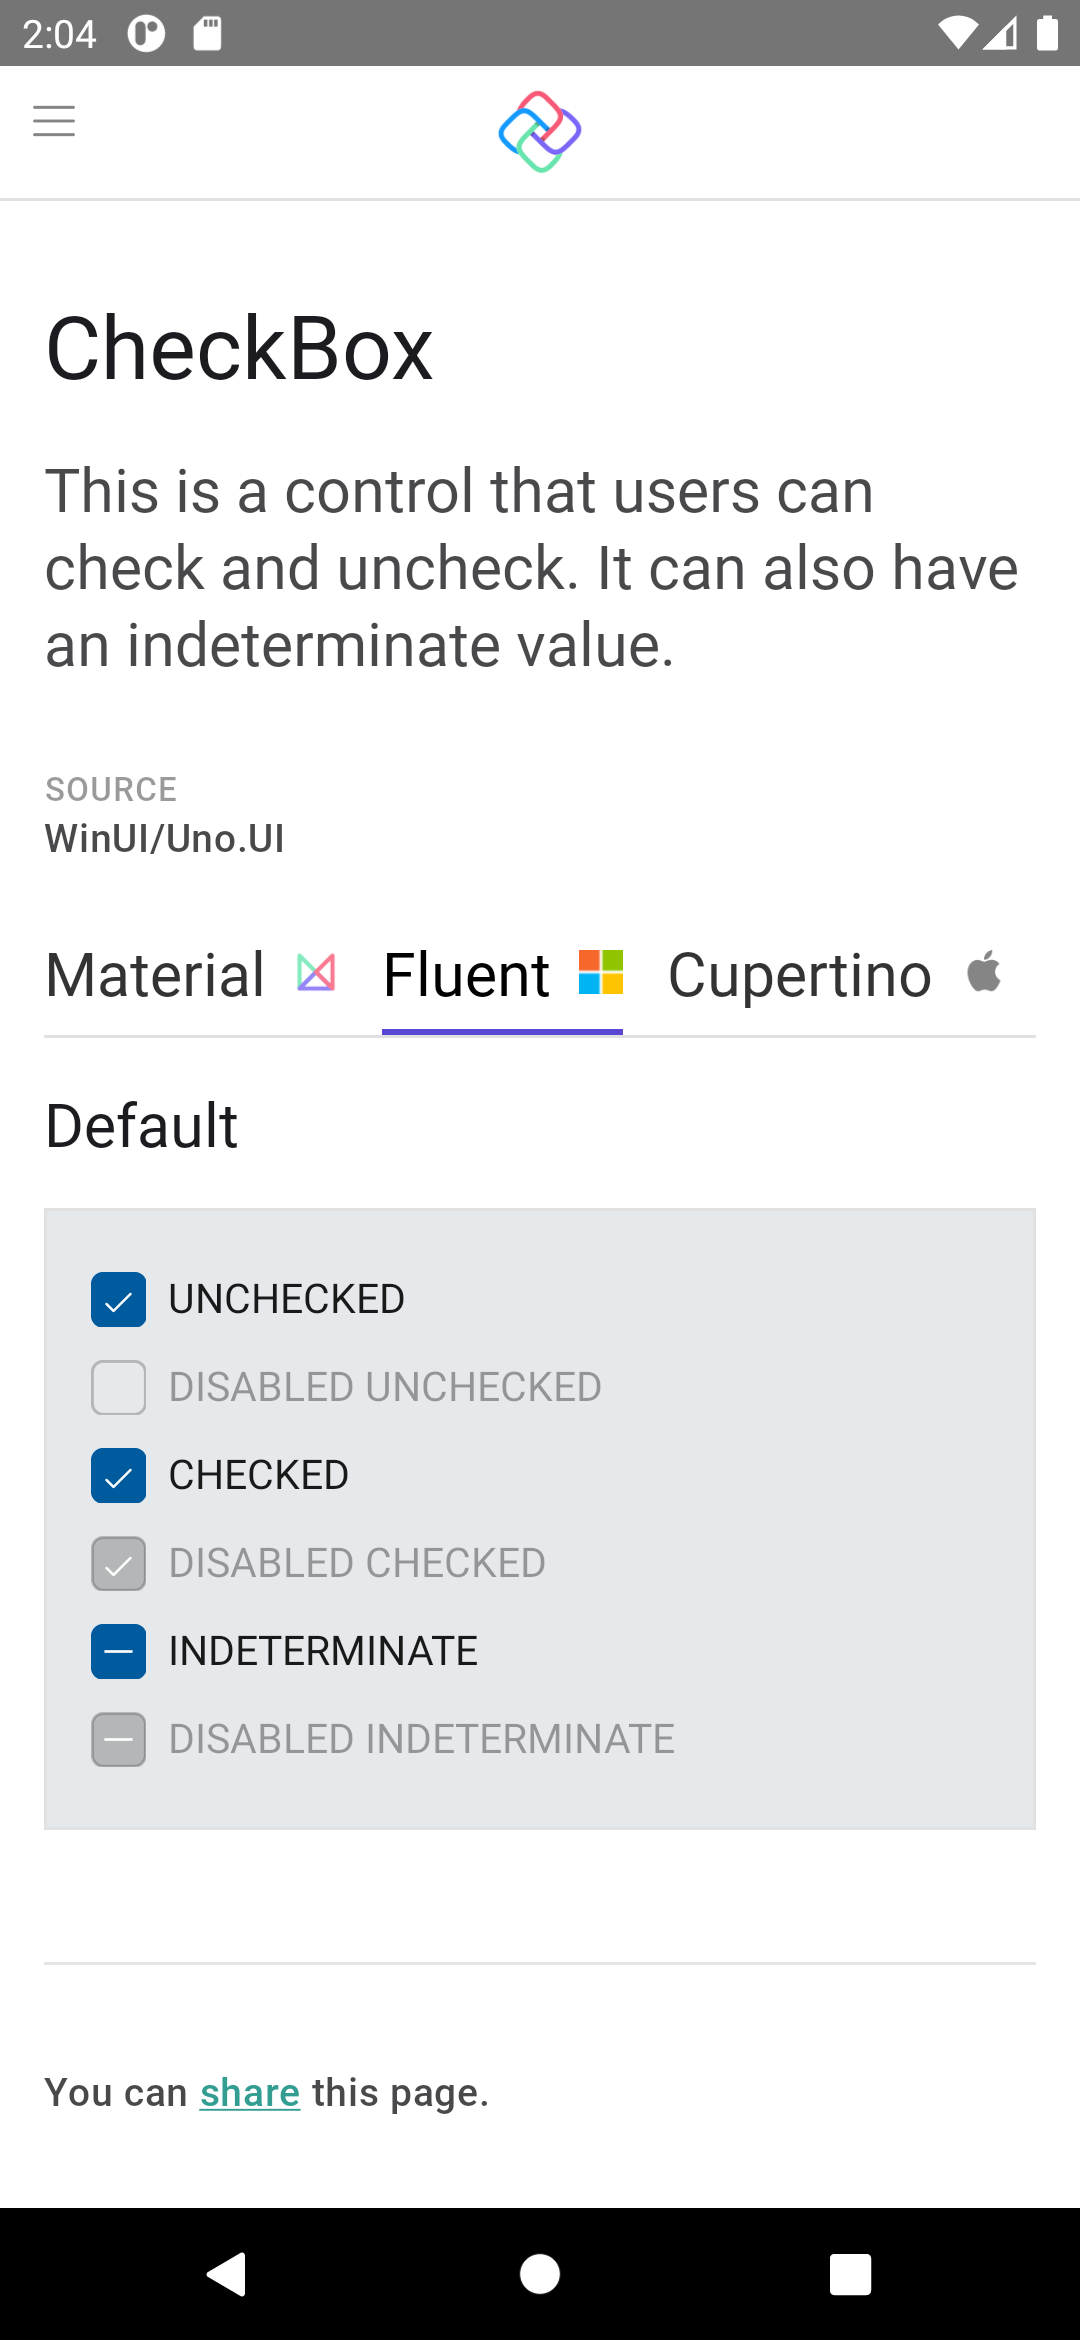 2:04
CheckBox
This is a control that users can
check and uncheck. It can also have
an indeterminate value.
SOURCE
WinUI/Uno.UI
Material Fluent Cupertino
Default
UNCHECKED
DISABLED UNCHECKED
CHECKED
DISABLED CHECKED
INDETERMINATE
DISABLED INDETERMINATE
You can share this page.